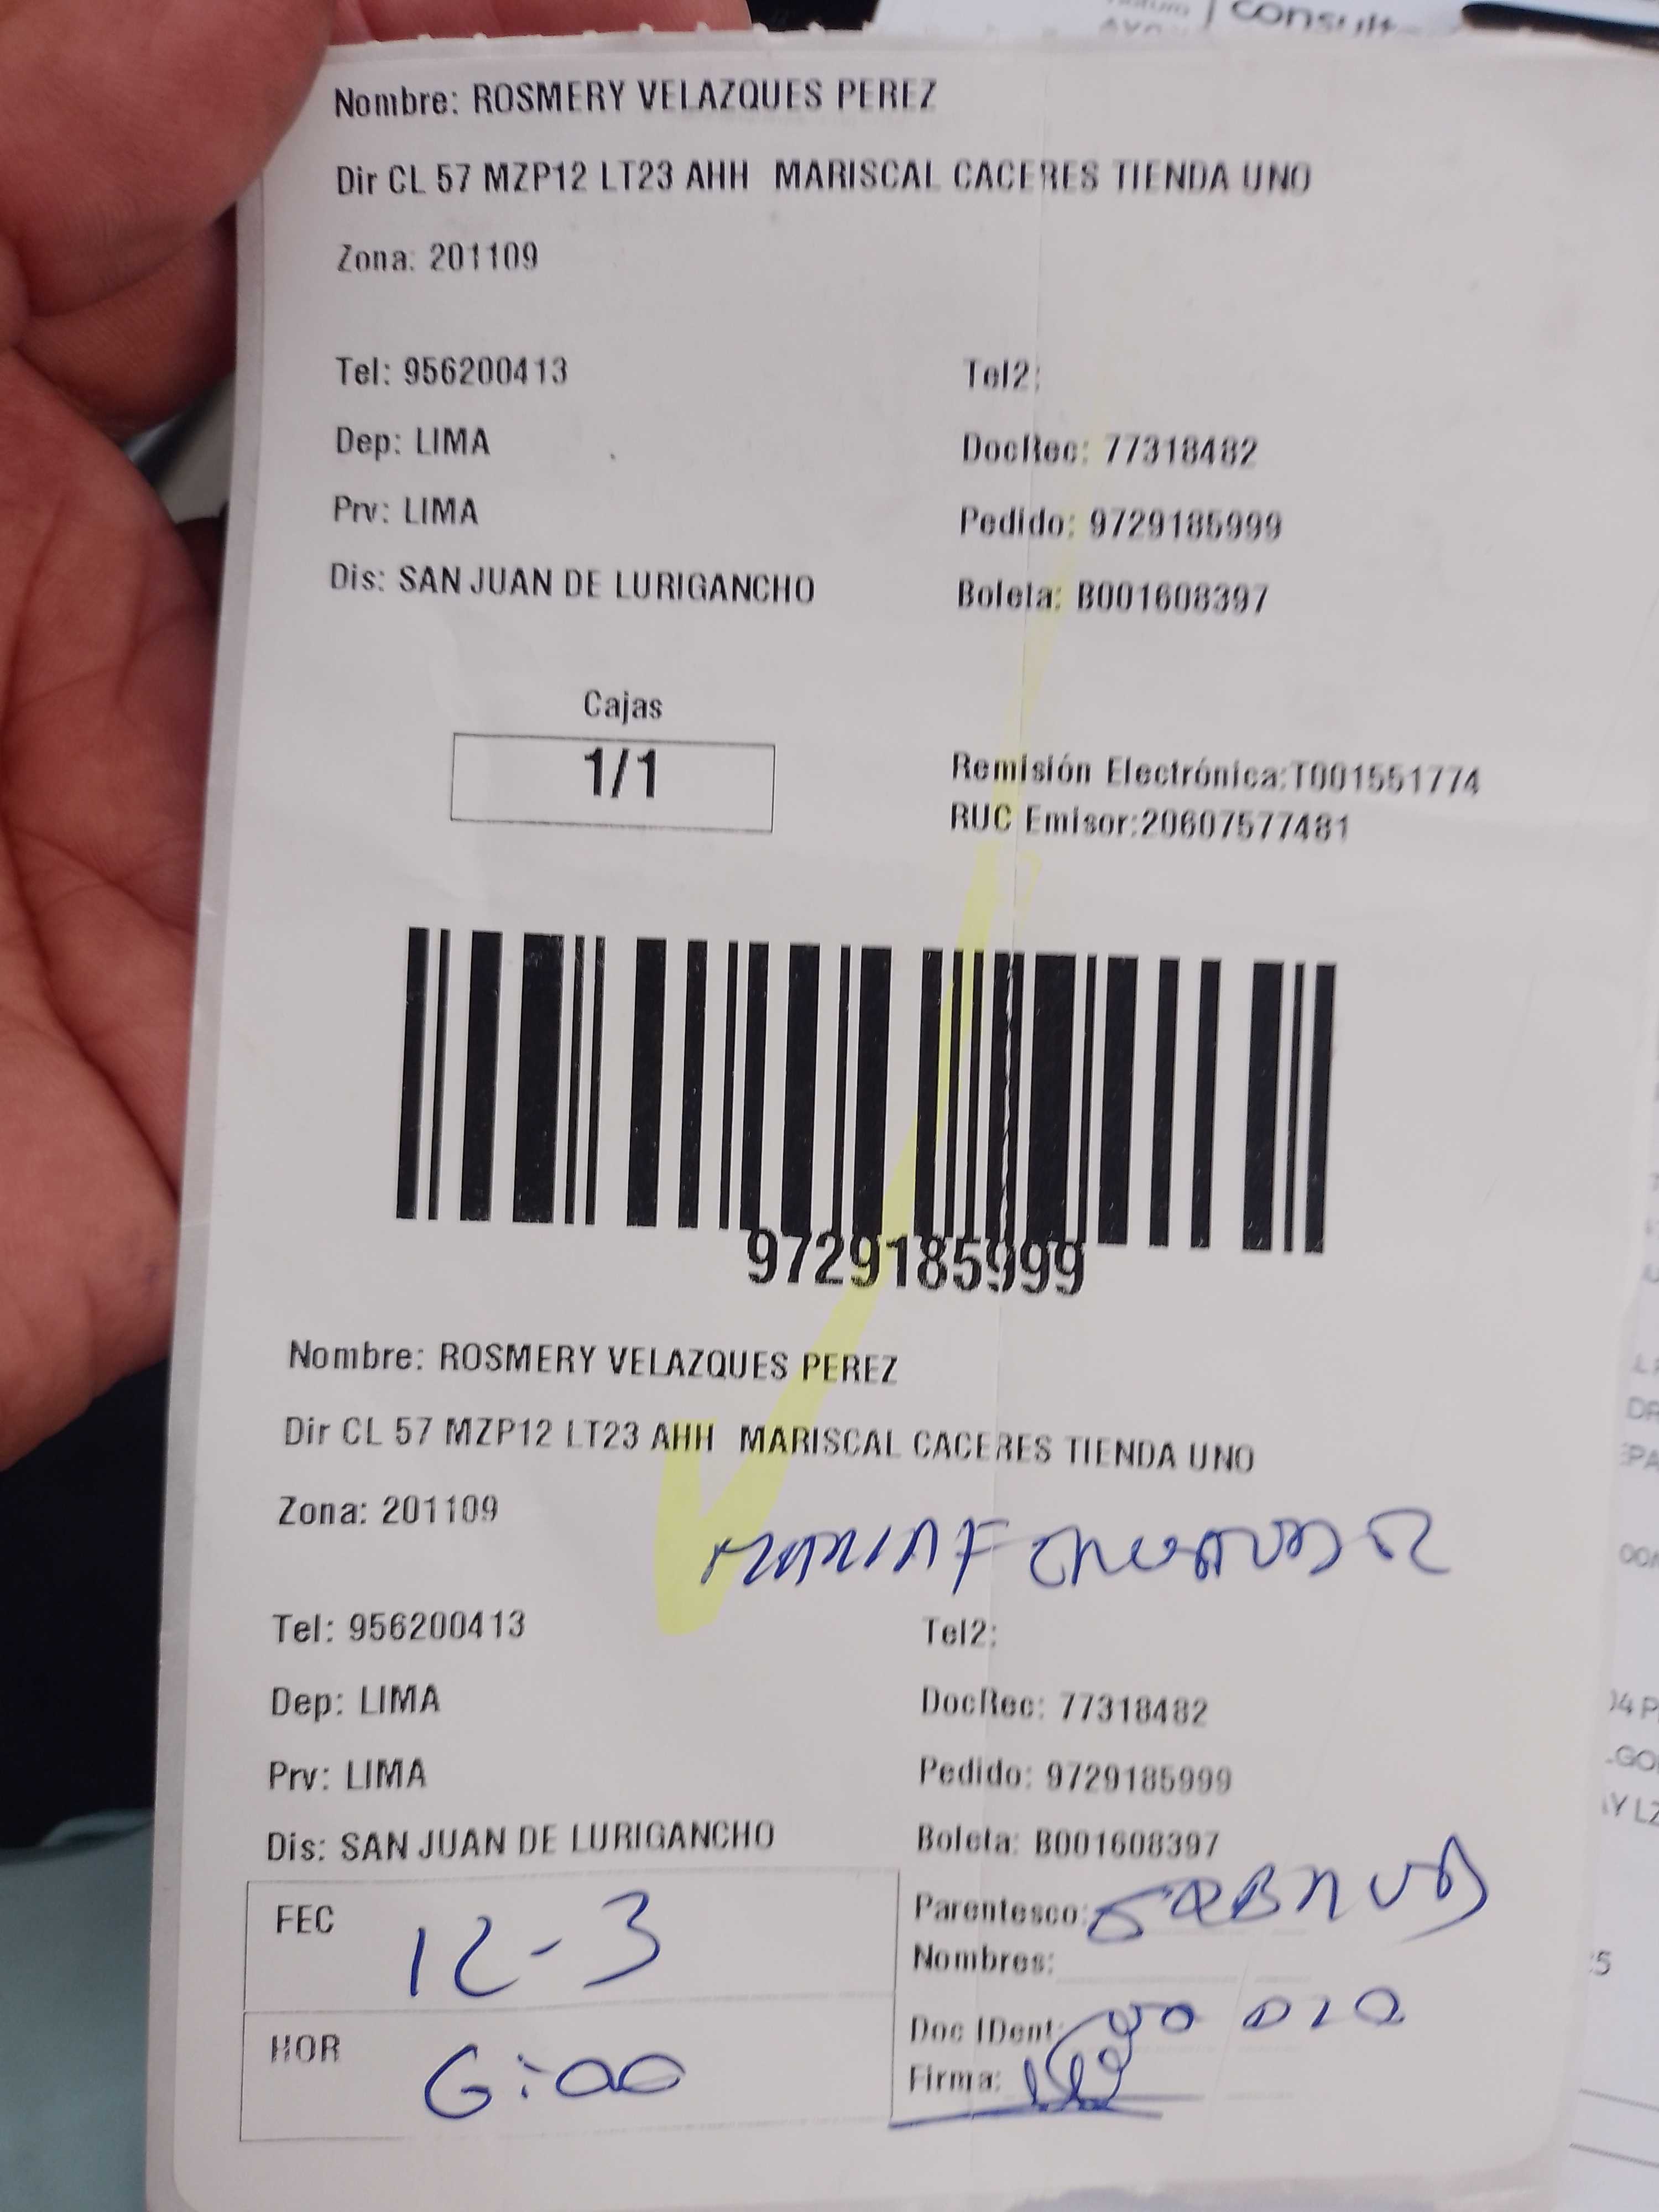 consult
Nombre: ROSMERY VELAZQUES PEREZ
Dir CL 57 MZP12 LT23 AHH MARISCAL CACERES TIENDA UNO
Zona: 201109
Tel: 956200413 Tel2:
Dep: LIMA DocRec: 77318482
Prv: LIMA Pedido: 9729185999
Dis: SAN JUAN DE LURIGANCHO Boleta: B001608397
Cajas
1/1
Remisión Electrónica:T001551774
RUC Emisor:20607577481
9729185999
Nombre: ROSMERY VELAZQUES PEREZ
Dir CL 57 MZP12 LT23 AHH MARISCAL CACERES TIENDA UNO
Zona: 201109
Tel: 956200413 Tel2:
Dep: LIMA DocRec: 77318482
Prv: LIMA Pedido: 9729185999
Dis: SAN JUAN DE LURIGANCHO Boleta: B001608397
FEC 12-3 Parentesco:
Nombres:
HOR 6:00 Doc IDent:
Firma: